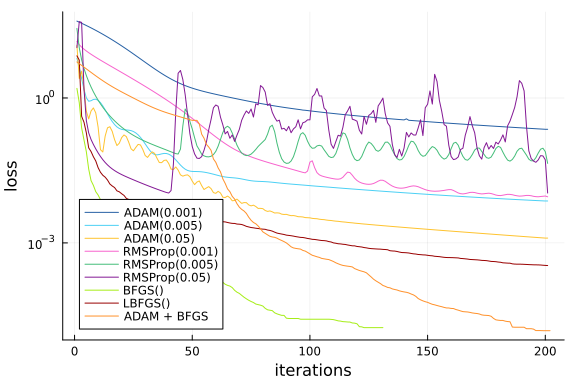 loss
10^0
10^-3
ADAM(0.001)
ADAM(0.005)
ADAM(0.05)
RMSProp(0.001)
RMSProp(0.005)
RMSProp(0.05)
BFGS()
LBFGS()
ADAM + BFGS
0 50 100 150 200
iterations